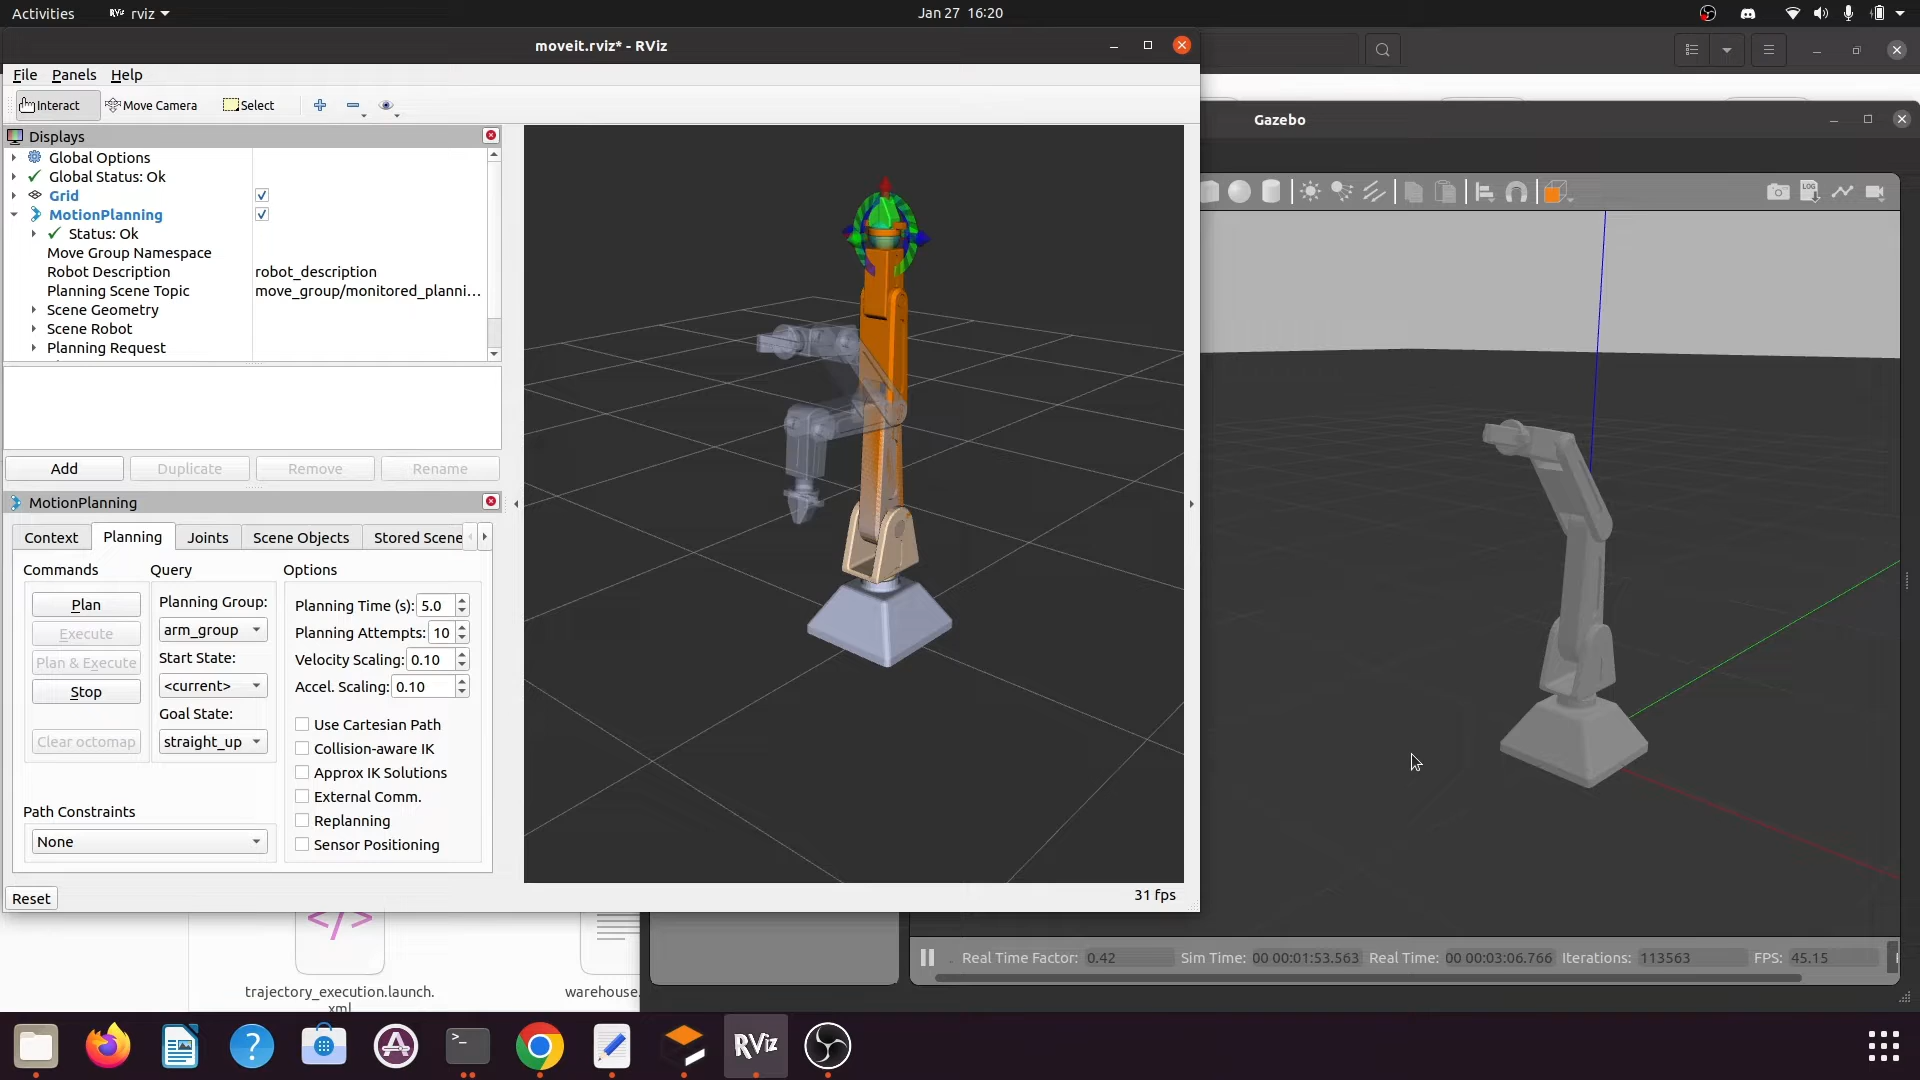 Activities
RViz rviz
Jan 27 16:20
moveit.rviz* - RViz
File Panels Help
Interact Move Camera Select
Displays
Global Options
Global Status: Ok
Grid
MotionPlanning
Status: Ok
Move Group Namespace
Robot Description robot_description
Planning Scene Topic move_group/monitored_planni...
Scene Geometry
Scene Robot
Planning Request
Add Duplicate Remove Rename
MotionPlanning
Context Planning Joints Scene Objects Stored Scene
Commands Query Options
Plan
Execute
Plan & Execute
Stop
Clear octomap
Planning Group:
arm_group
Start State:
<current>
Goal State:
straight_up
Planning Time (s): 5.0
Planning Attempts: 10
Velocity Scaling: 0.10
Accel. Scaling: 0.10
Use Cartesian Path
Collision-aware IK
Approx IK Solutions
External Comm.
Replanning
Sensor Positioning
Path Constraints
None
Reset
31 fps
Gazebo
LOG
Real Time Factor: 0.42 Sim Time: 00 00:01:53.563 Real Time: 00 00:03:06.766 Iterations: 113563 FPS: 45.15
</>
trajectory_execution.launch.
xml
warehouse.
RViz